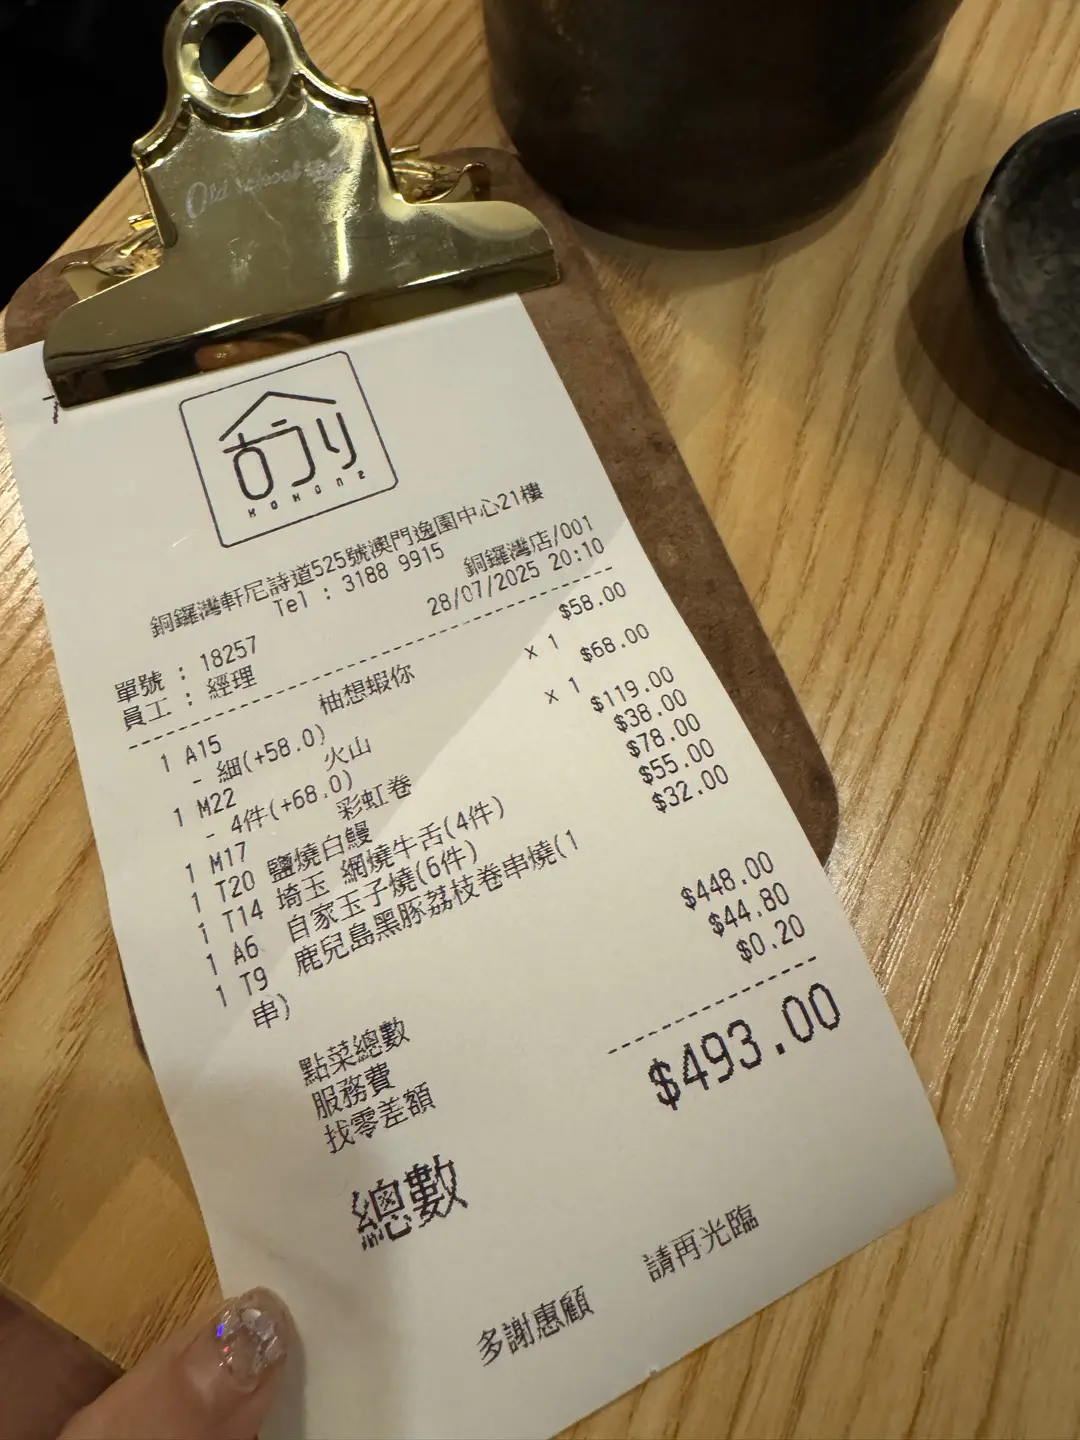 Old school
KOKONE
銅鑼灣軒尼詩道525號澳門逸園中心21樓
Tel : 3188 9915
銅鑼灣店/001
28/07/2025 20:10
單號 : 18257
員工 : 經理
1 A15 柚想蝦你 $58.00
- 細(+58.0) x 1
1 M22 火山 $68.00
- 4件(+68.0) x 1
1 M17 彩虹卷 $119.00
1 T20 鹽燒白鰻 $38.00
1 T14 埼玉 網燒牛舌(4件) $78.00
1 A6 自家玉子燒(6件) $55.00
1 T9 鹿兒島黑豚荔枝卷串燒(1 $32.00
串)
點菜總數 $448.00
服務費 $44.80
找零差額 $0.20
總數 $493.00
多謝惠顧 請再光臨